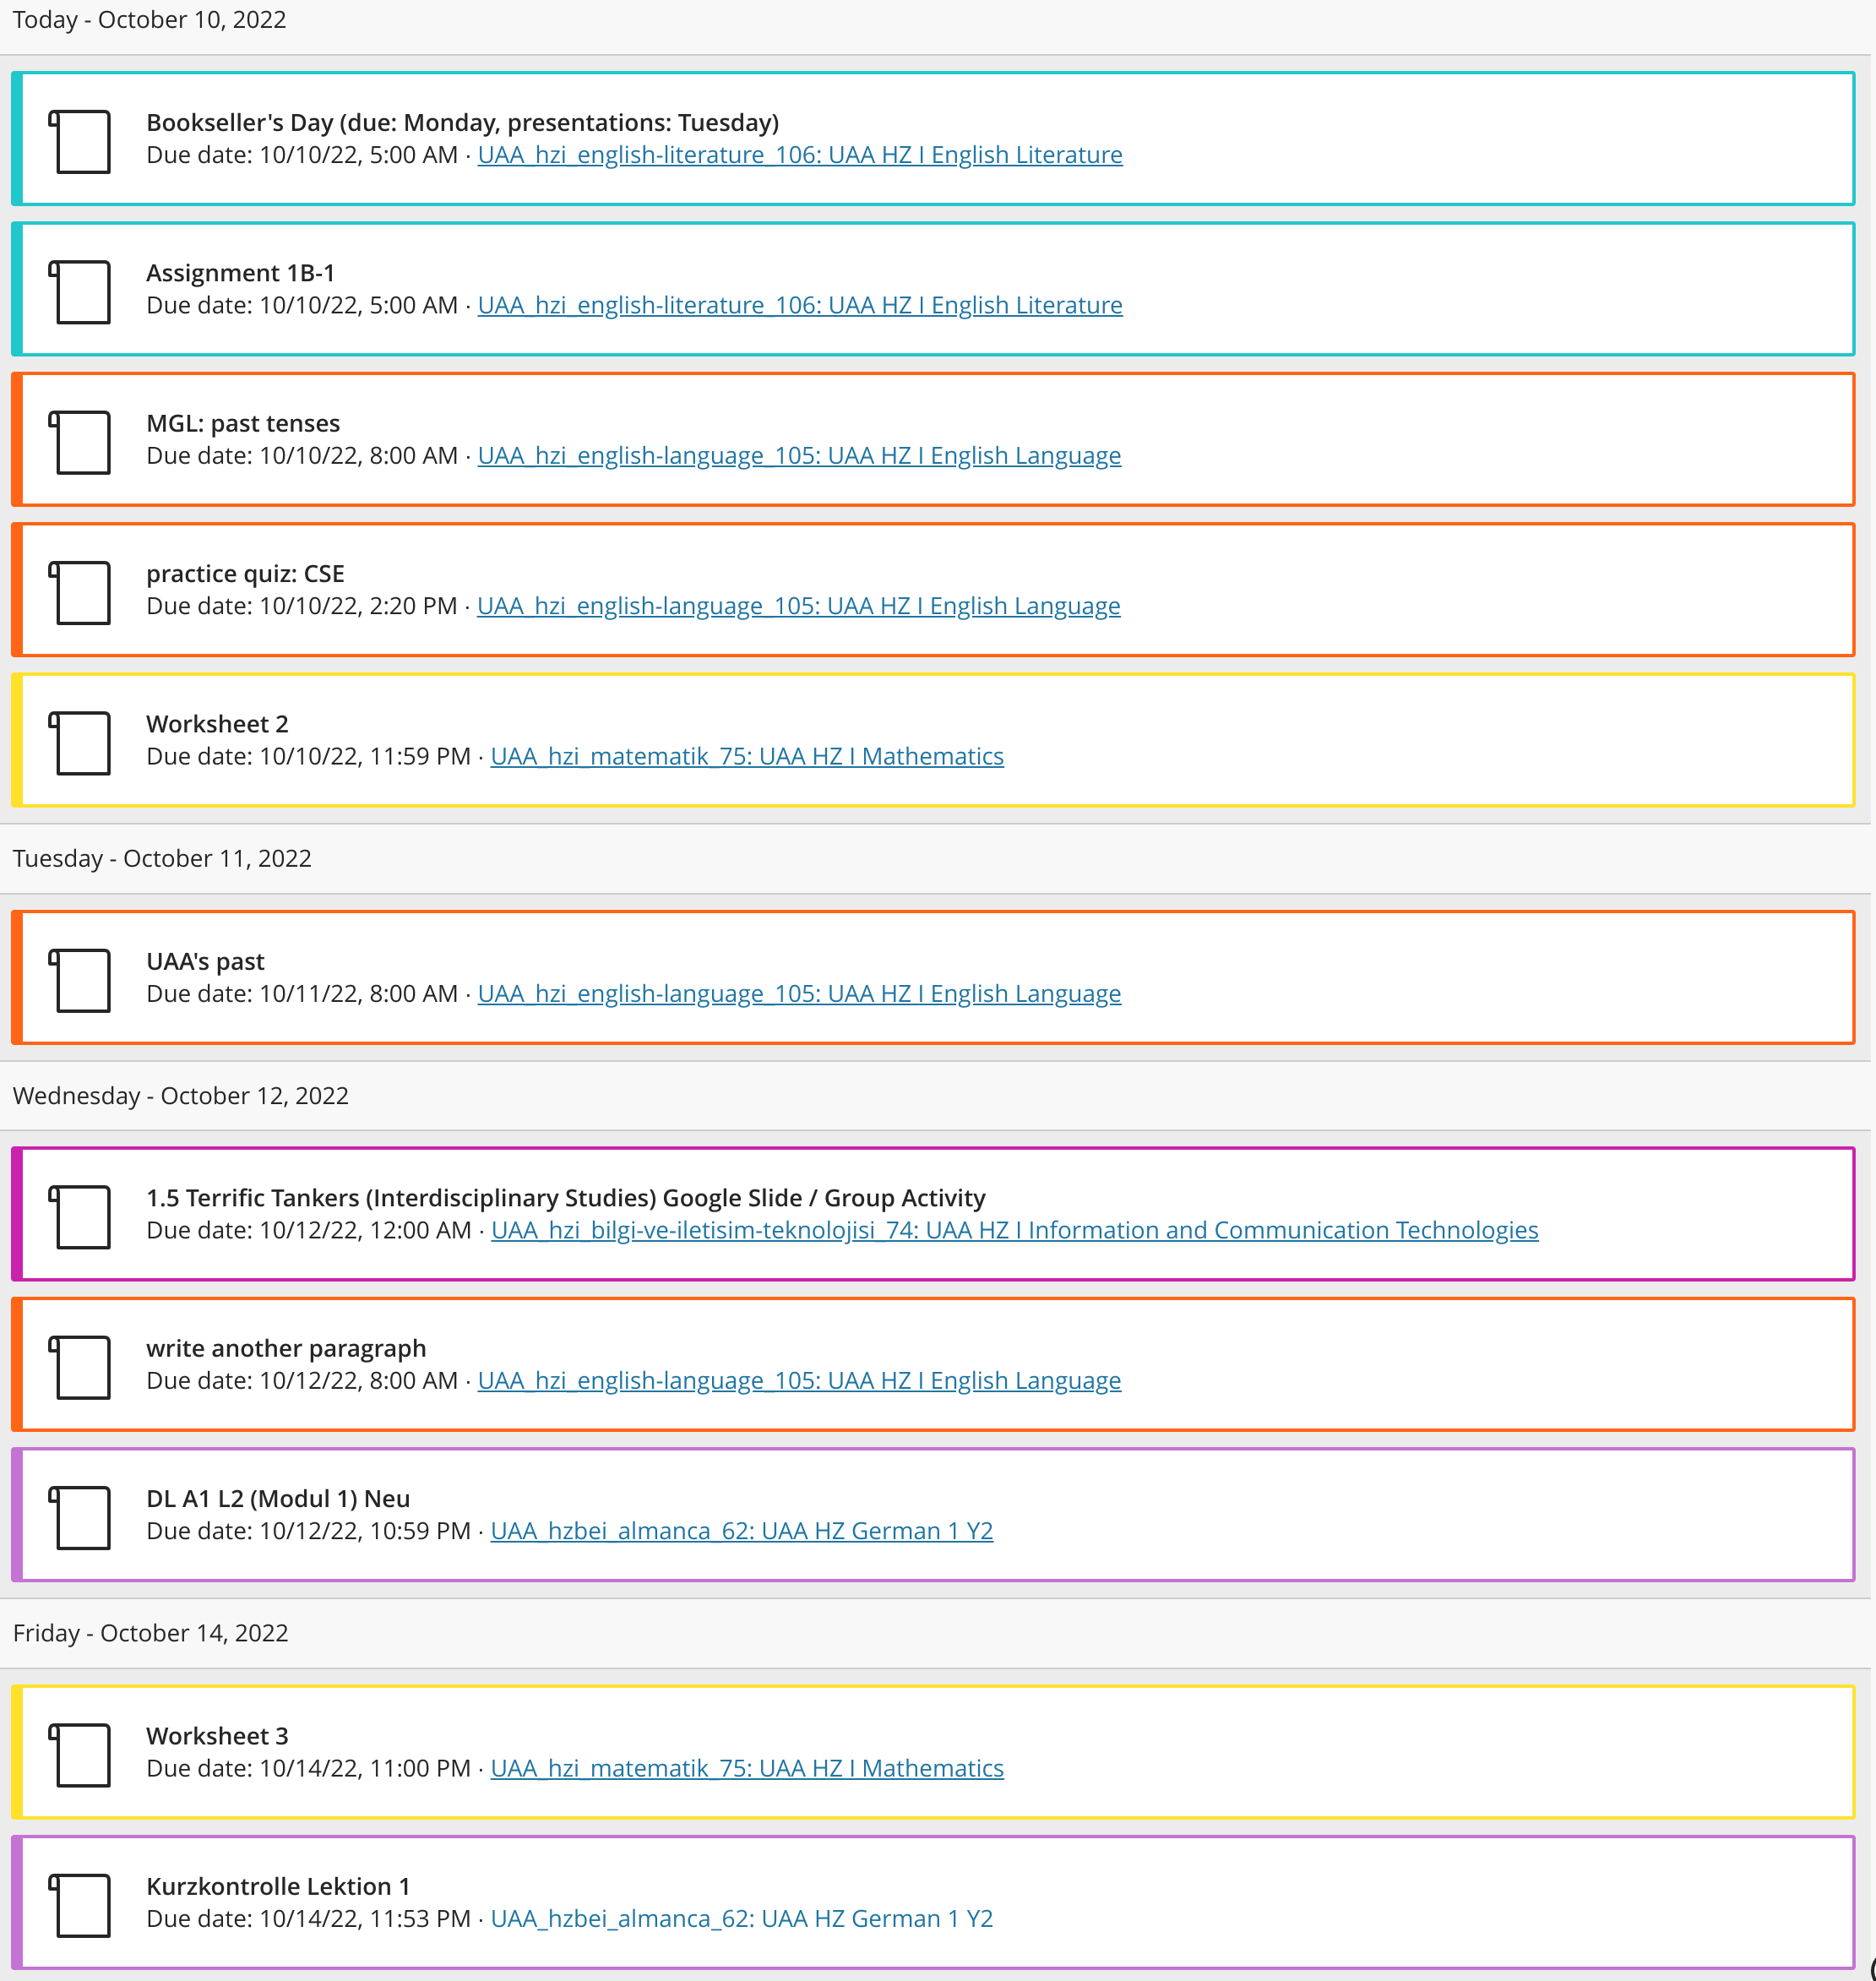 Today - October 10, 2022
Bookseller's Day (due: Monday, presentations: Tuesday)
Due date: 10/10/22, 5:00 AM · UAA_hzi_english-literature_106: UAA HZ I English Literature
Assignment 1B-1
Due date: 10/10/22, 5:00 AM · UAA_hzi_english-literature_106: UAA HZ I English Literature
MGL: past tenses
Due date: 10/10/22, 8:00 AM · UAA_hzi_english-language_105: UAA HZ I English Language
practice quiz: CSE
Due date: 10/10/22, 2:20 PM · UAA_hzi_english-language_105: UAA HZ I English Language
Worksheet 2
Due date: 10/10/22, 11:59 PM · UAA_hzi_matematik_75: UAA HZ I Mathematics
Tuesday - October 11, 2022
UAA's past
Due date: 10/11/22, 8:00 AM · UAA_hzi_english-language_105: UAA HZ I English Language
Wednesday - October 12, 2022
1.5 Terrific Tankers (Interdisciplinary Studies) Google Slide / Group Activity
Due date: 10/12/22, 12:00 AM · UAA_hzi_bilgi-ve-iletisim-teknolojisi_74: UAA HZ I Information and Communication Technologies
write another paragraph
Due date: 10/12/22, 8:00 AM · UAA_hzi_english-language_105: UAA HZ I English Language
DL A1 L2 (Modul 1) Neu
Due date: 10/12/22, 10:59 PM · UAA_hzbei_almanca_62: UAA HZ German 1 Y2
Friday - October 14, 2022
Worksheet 3
Due date: 10/14/22, 11:00 PM · UAA_hzi_matematik_75: UAA HZ I Mathematics
Kurzkontrolle Lektion 1
Due date: 10/14/22, 11:53 PM · UAA_hzbei_almanca_62: UAA HZ German 1 Y2